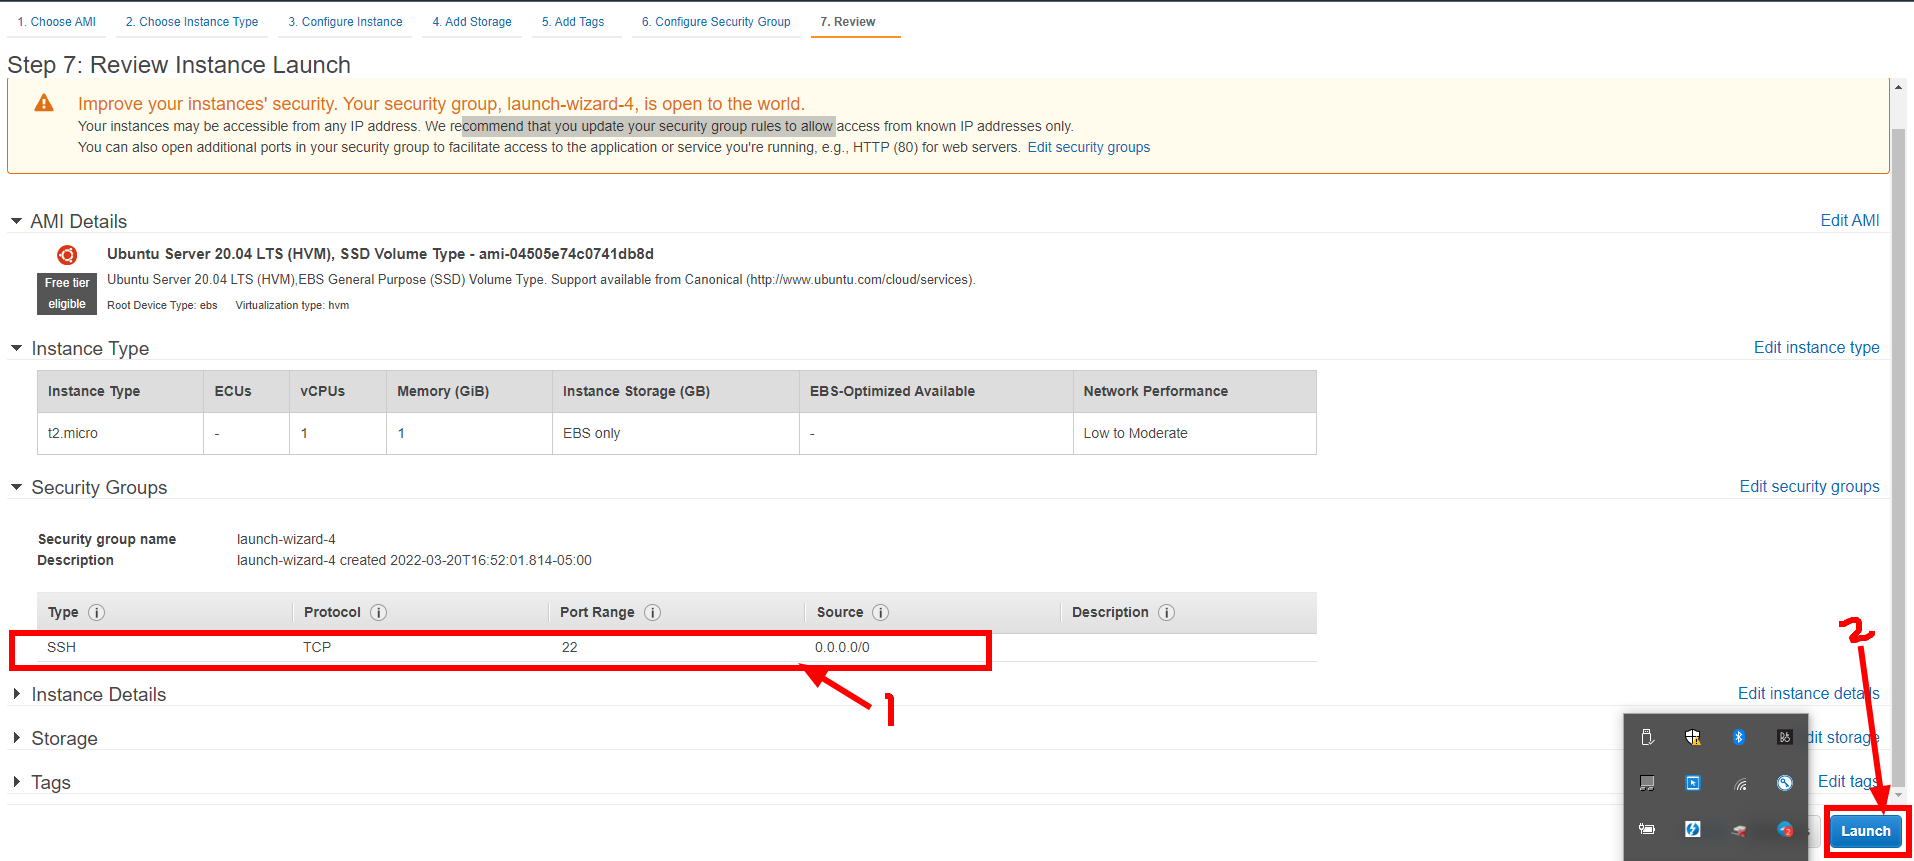 1. Choose AMI 2. Choose Instance Type 3. Configure Instance 4. Add Storage 5. Add Tags 6. Configure Security Group 7. Review
Step 7: Review Instance Launch
Improve your instances' security. Your security group, launch-wizard-4, is open to the world.
Your instances may be accessible from any IP address. We recommend that you update your security group rules to allow access from known IP addresses only.
You can also open additional ports in your security group to facilitate access to the application or service you're running, e.g., HTTP (80) for web servers. Edit security groups
AMI Details Edit AMI
Ubuntu Server 20.04 LTS (HVM), SSD Volume Type - ami-04505e74c0741db8d
Free tier eligible
Ubuntu Server 20.04 LTS (HVM),EBS General Purpose (SSD) Volume Type. Support available from Canonical (http://www.ubuntu.com/cloud/services).
Root Device Type: ebs Virtualization type: hvm
Instance Type Edit instance type
Instance Type ECUs vCPUs Memory (GiB) Instance Storage (GB) EBS-Optimized Available Network Performance
t2.micro - 1 1 EBS only - Low to Moderate
Security Groups Edit security groups
Security group name launch-wizard-4
Description launch-wizard-4 created 2022-03-20T16:52:01.814-05:00
Type Protocol Port Range Source Description
SSH TCP 22 0.0.0.0/0
2
1
Instance Details Edit instance details
Storage dit storage
Tags Edit tags
Launch